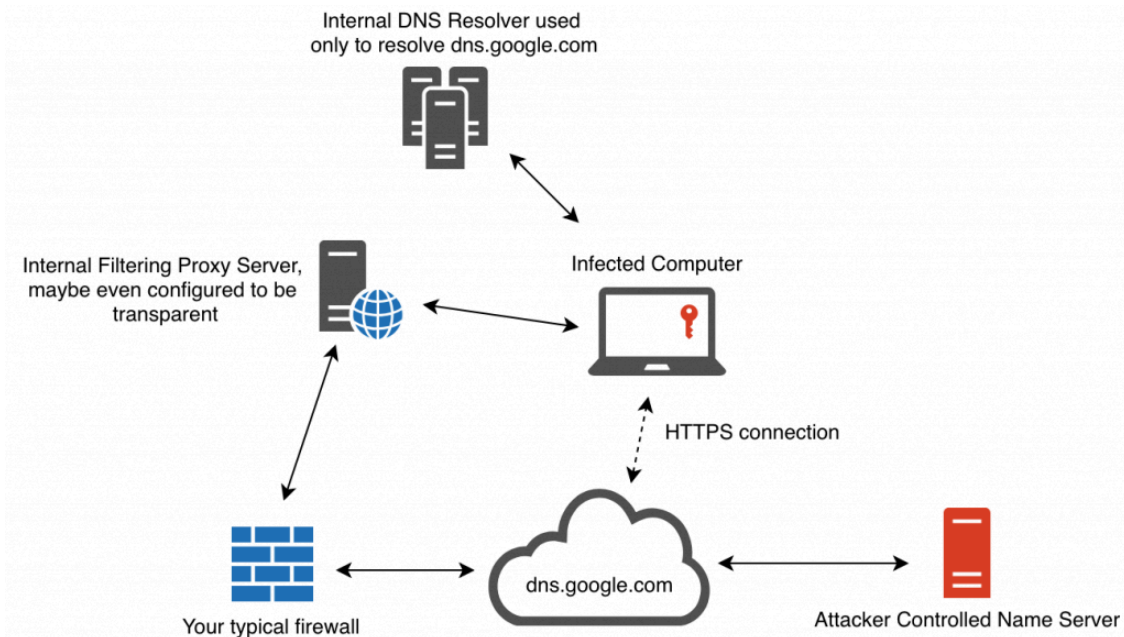 Internal DNS Resolver used
only to resolve dns.google.com
Internal Filtering Proxy Server,
maybe even configured to be
transparent
Infected Computer
HTTPS connection
dns.google.com
Your typical firewall
Attacker Controlled Name Server